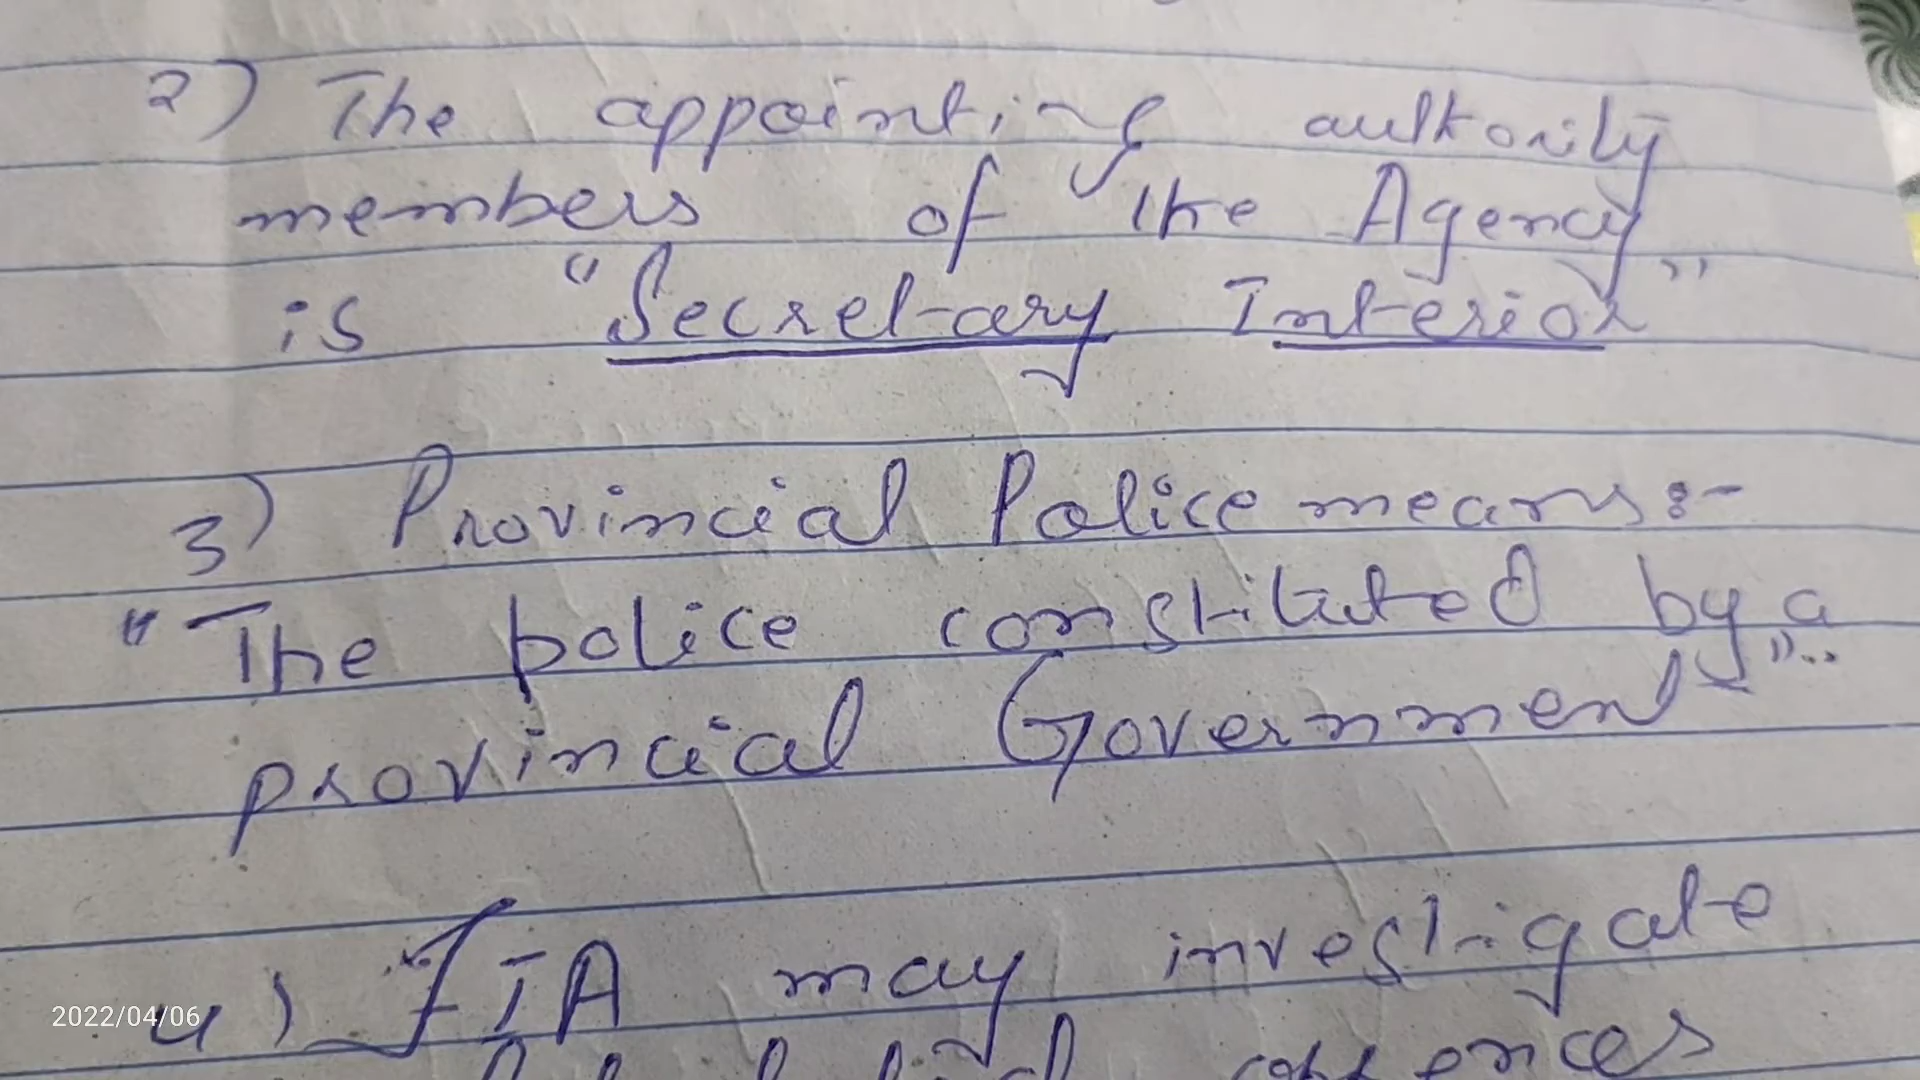 2) The appointing authority
members of the Agency
is "Secretary Interior"
3) Provincial Police means:-
"The police constituted by a
provincial Government"..
4) FIA may investigate
offences
2022/04/06